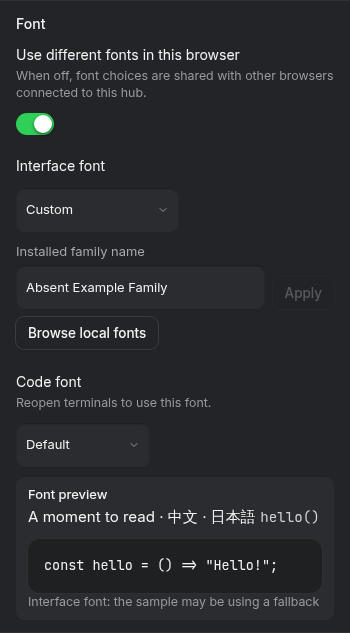 Font
Use different fonts in this browser
When off, font choices are shared with other browsers
connected to this hub.
Interface font
Custom
Installed family name
Absent Example Family
Apply
Browse local fonts
Code font
Reopen terminals to use this font.
Default
Font preview
A moment to read · 中文 · 日本語 hello()
const hello = () => "Hello!";
Interface font: the sample may be using a fallback